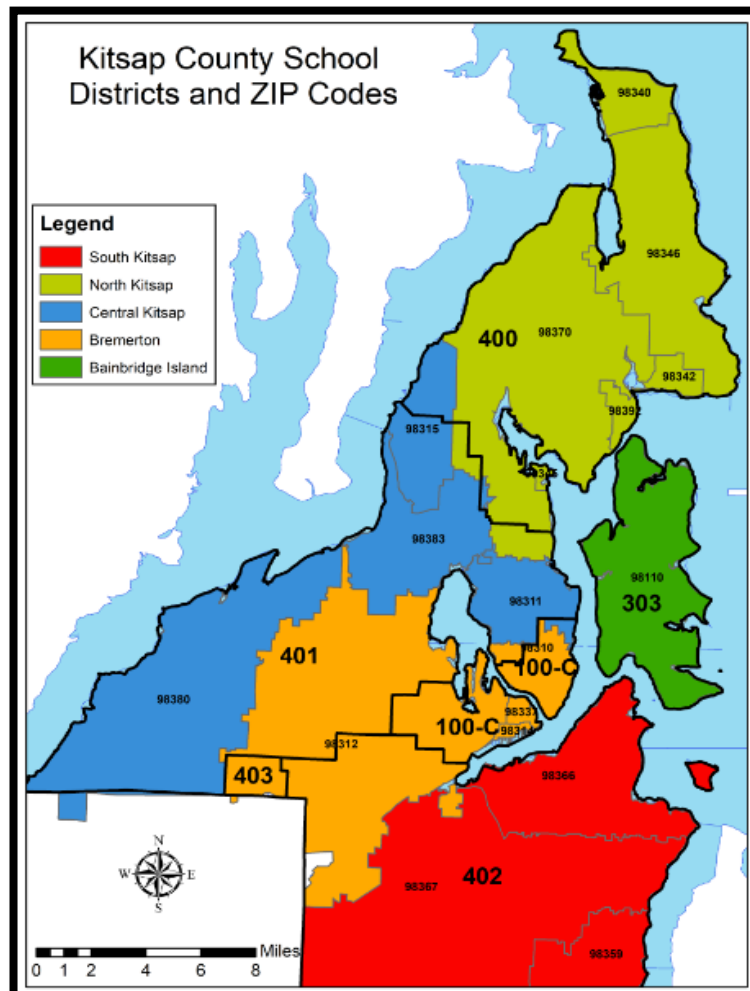 Kitsap County School
Districts and ZIP Codes
Legend
South Kitsap
North Kitsap
Central Kitsap
Bremerton
Bainbridge Island
98340
98346
400
98370
98342
98392
98315
98383
98110
303
98311
98310
100-C
401
98380
100-C
98312
403
98366
98367
402
98359
N
W
E
S
Miles
0 1 2 4 6 8